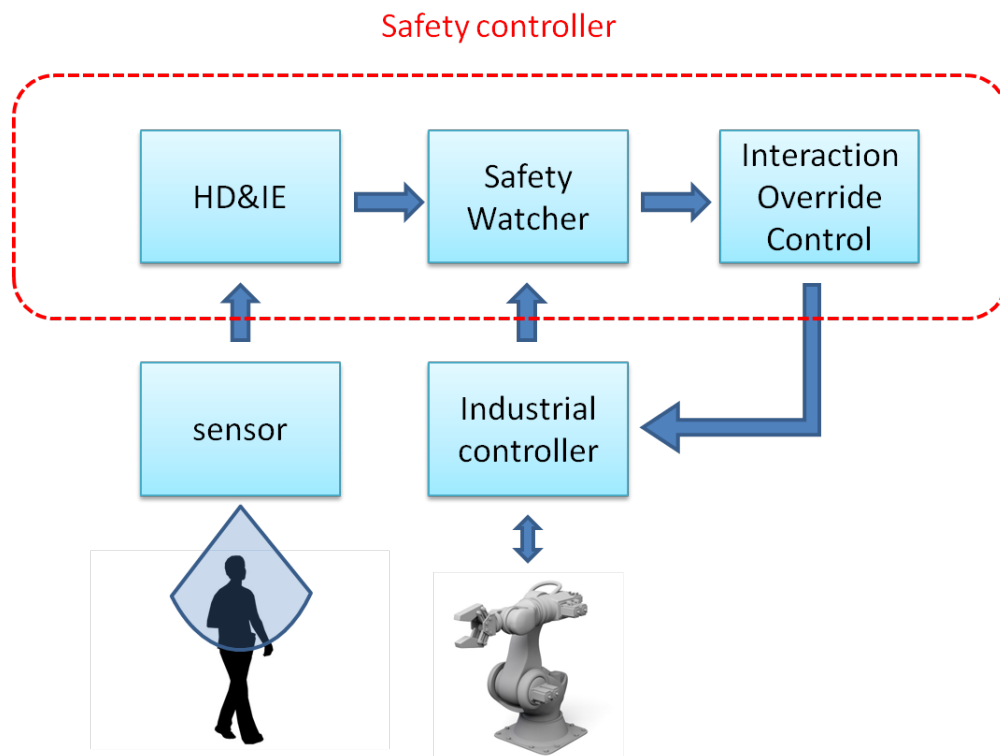 Safety controller
HD&IE
Safety
Watcher
Interaction
Override
Control
sensor
Industrial
controller